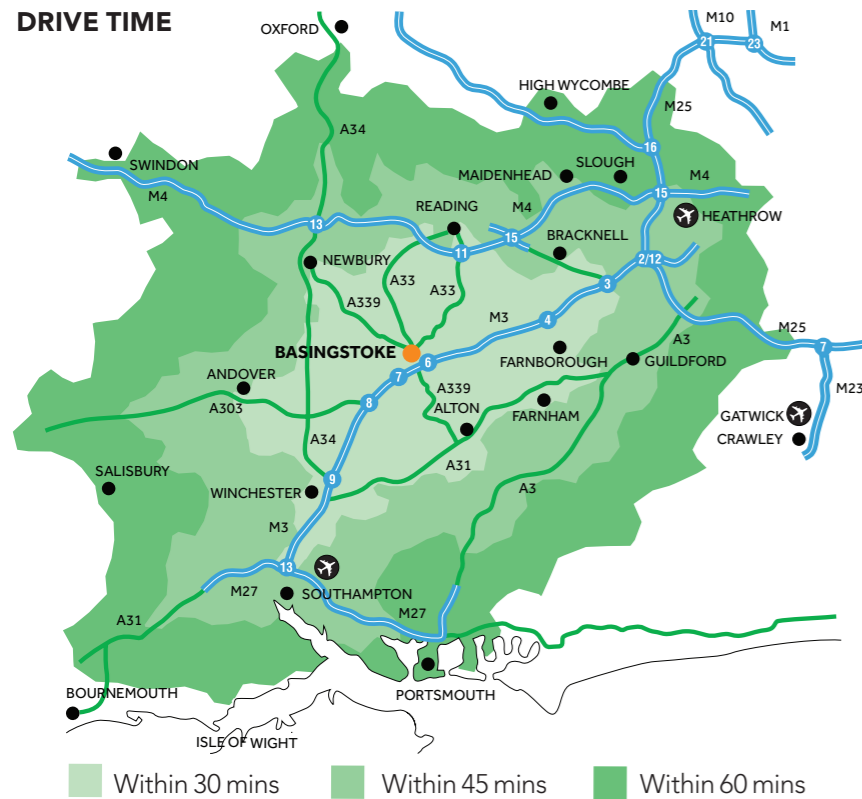 DRIVE TIME
OXFORD
M10
M1
21
23
HIGH WYCOMBE
M25
A34
16
SWINDON
MAIDENHEAD
SLOUGH
M4
M4
15
READING
M4
HEATHROW
13
15
BRACKNELL
11
NEWBURY
2/12
A33
A33
3
A339
M3
4
A3
M25
BASINGSTOKE
6
FARNBOROUGH
GUILDFORD
7
7
ANDOVER
A339
M23
8
A303
ALTON
FARNHAM
GATWICK
A34
CRAWLEY
A31
SALISBURY
9
WINCHESTER
A3
M3
13
M27
SOUTHAMPTON
M27
A31
BOURNEMOUTH
PORTSMOUTH
ISLE OF WIGHT
Within 30 mins
Within 45 mins
Within 60 mins